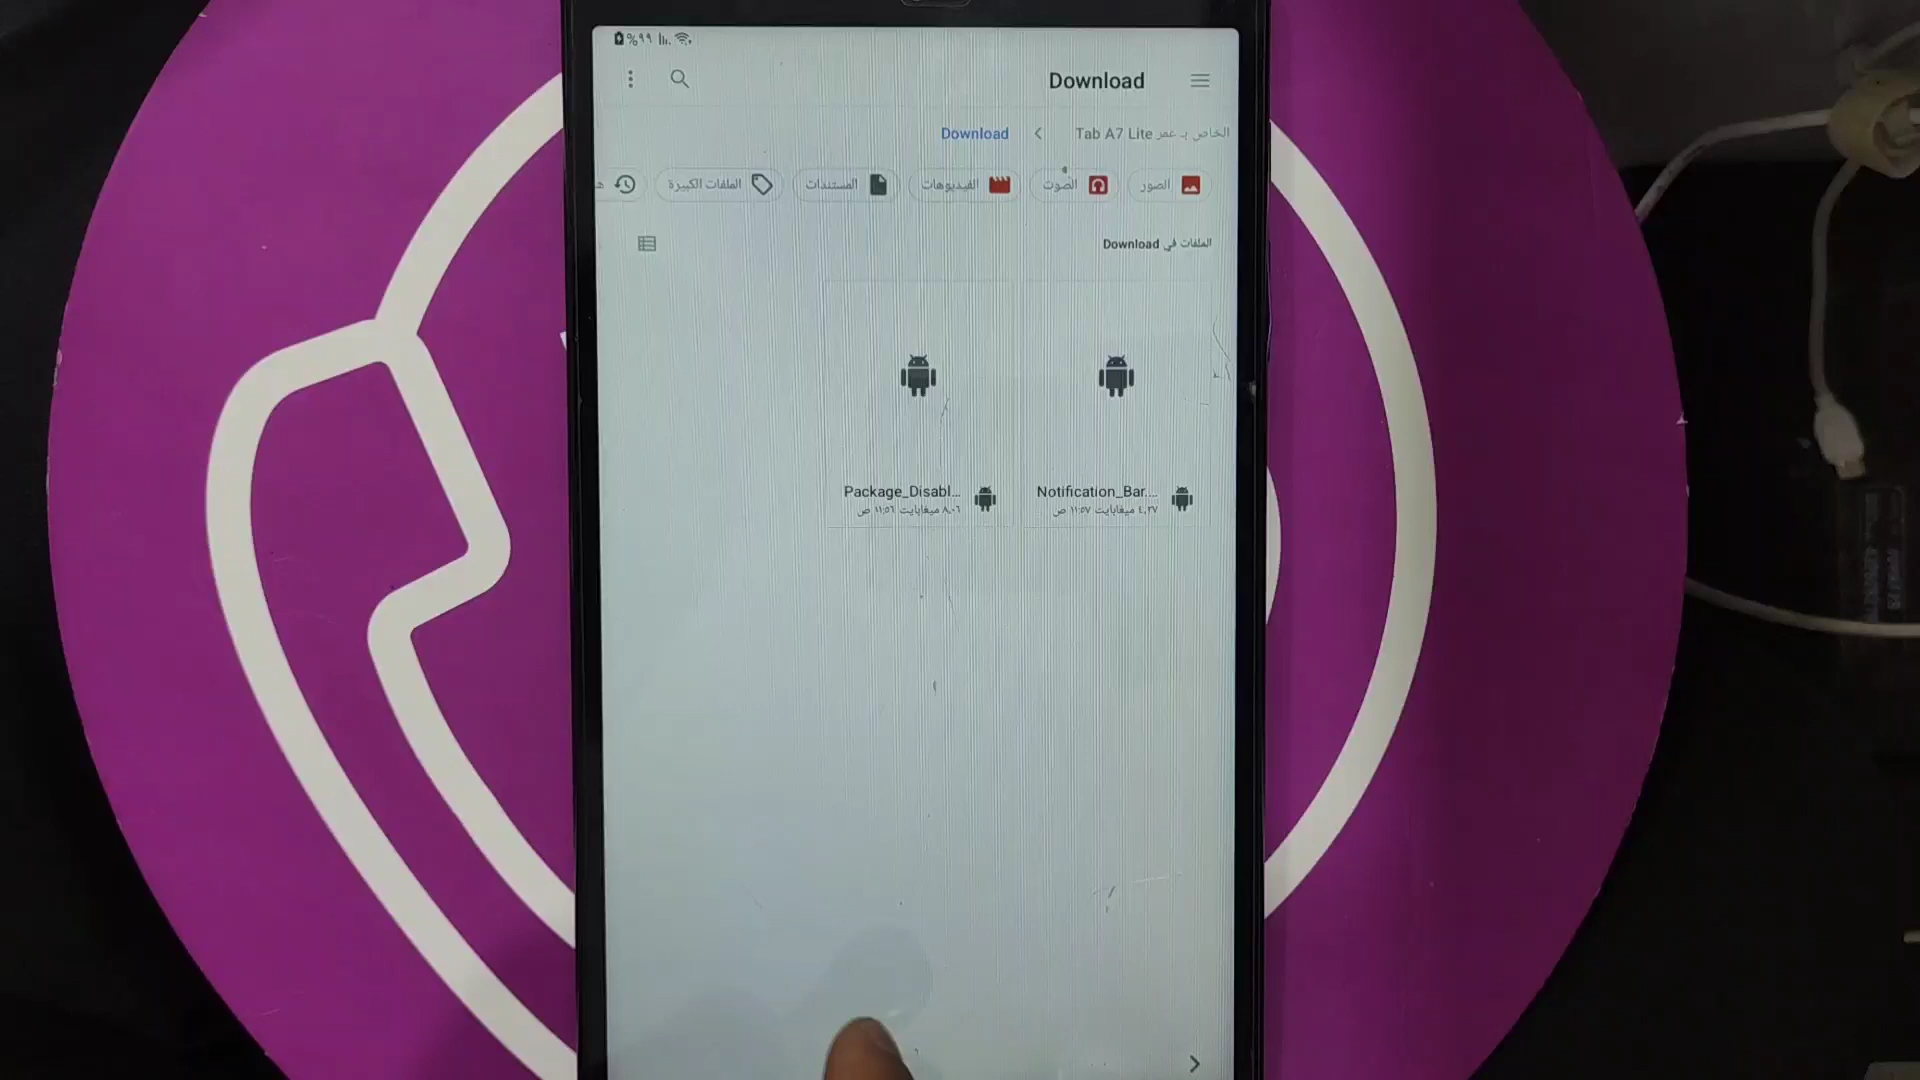 %٩٩
Download
الخاص بـ عمر Tab A7 Lite > Download
الصور الصوت الفيديوهات المستندات الملفات الكبيرة
الملفات في Download
Notification_Bar....
٤,٢٧ ميغابايت ١١:٥٧ ص
Package_Disabl...
٨,٠٦ ميغابايت ١١:٥٦ ص